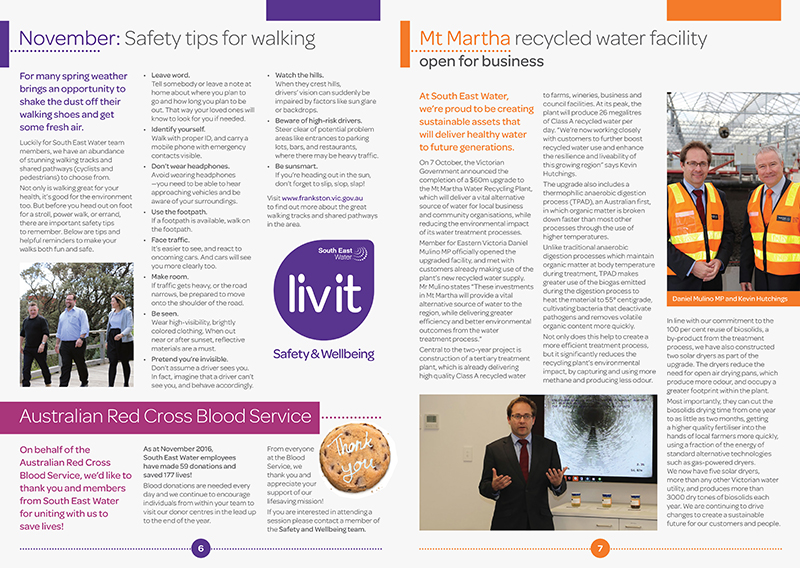 November: Safety tips for walking
For many spring weather
brings an opportunity to
shake the dust off their
walking shoes and get
some fresh air.
Luckily for South East Water team
members, we have an abundance
of stunning walking tracks and
shared pathways (cyclists and
pedestrians) to choose from.
Not only is walking great for your
health, it's good for the environment
too. But before you head out on foot
for a stroll, power walk, or errand,
there are important safety tips
to remember. Below are tips and
helpful reminders to make your
walks both fun and safe.
• Leave word.
Tell somebody or leave a note at
home about where you plan to
go and how long you plan to be
out. That way your loved ones will
know to look for you if needed.
• Identify yourself.
Walk with proper ID, and carry a
mobile phone with emergency
contacts visible.
• Don't wear headphones.
Avoid wearing headphones
—you need to be able to hear
approaching vehicles and be
aware of your surroundings.
• Use the footpath.
If a footpath is available, walk on
the footpath.
• Face traffic.
It's easier to see, and react to
oncoming cars. And cars will see
you more clearly too.
• Make room.
If traffic gets heavy, or the road
narrows, be prepared to move
onto the shoulder of the road.
• Be seen.
Wear high-visibility, brightly
colored clothing. When out
near or after sunset, reflective
materials are a must.
• Pretend you're invisible.
Don't assume a driver sees you.
In fact, imagine that a driver can't
see you, and behave accordingly.
• Watch the hills.
When they crest hills,
drivers' vision can suddenly be
impaired by factors like sun glare
or backdrops.
• Beware of high-risk drivers.
Steer clear of potential problem
areas like entrances to parking
lots, bars, and restaurants,
where there may be heavy traffic.
• Be sunsmart.
If you're heading out in the sun,
don't forget to slip, slop, slap!
Visit www.frankston.vic.gov.au
to find out more about the great
walking tracks and shared pathways
in the area.
South East
Water
livit
Safety & Wellbeing
Australian Red Cross Blood Service
On behalf of the
Australian Red Cross
Blood Service, we'd like to
thank you and members
from South East Water
for uniting with us to
save lives!
As at November 2016,
South East Water employees
have made 59 donations and
saved 177 lives!
Blood donations are needed every
day and we continue to encourage
individuals from within your team to
visit our donor centres in the lead up
to the end of the year.
From everyone
at the Blood
Service, we
thank you and
appreciate your
support of our
lifesaving mission!
If you are interested in attending a
session please contact a member of
the Safety and Wellbeing team.
Thank
you
6
Mt Martha recycled water facility
open for business
At South East Water,
we're proud to be creating
sustainable assets that
will deliver healthy water
to future generations.
On 7 October, the Victorian
Government announced the
completion of a $60m upgrade to
the Mt Martha Water Recycling Plant,
which will deliver a vital alternative
source of water for local business
and community organisations, while
reducing the environmental impact
of its water treatment processes.
Member for Eastern Victoria Daniel
Mulino MP officially opened the
upgraded facility, and met with
customers already making use of the
plant's new recycled water supply.
Mr Mulino states "These investments
in Mt Martha will provide a vital
alternative source of water to the
region, while delivering greater
efficiency and better environmental
outcomes from the water
treatment process."
Central to the two-year project is
construction of a tertiary treatment
plant, which is already delivering
high quality Class A recycled water
to farms, wineries, business and
council facilities. At its peak, the
plant will produce 26 megalitres
of Class A recycled water per
day. "We're now working closely
with customers to further boost
recycled water use and enhance
the resilience and liveability of
this growing region" says Kevin
Hutchings.
The upgrade also includes a
thermophilic anaerobic digestion
process (TPAD), an Australian first,
in which organic matter is broken
down faster than most other
processes through the use of
higher temperatures.
Unlike traditional anaerobic
digestion processes which maintain
organic matter at body temperature
during treatment, TPAD makes
greater use of the biogas emitted
during the digestion process to
heat the material to 55° centigrade,
cultivating bacteria that deactivate
pathogens and removes volatile
organic content more quickly.
Not only does this help to create a
more efficient treatment process,
but it significantly reduces the
recycling plant's environmental
impact, by capturing and using more
methane and producing less odour.
Daniel Mulino MP and Kevin Hutchings
In line with our commitment to the
100 per cent reuse of biosolids, a
by-product from the treatment
process, we have also constructed
two solar dryers as part of the
upgrade. The dryers reduce the
need for open air drying pans, which
produce more odour, and occupy a
greater footprint within the plant.
Most importantly, they can cut the
biosolids drying time from one year
to as little as two months, getting
a higher quality fertiliser into the
hands of local farmers more quickly,
using a fraction of the energy of
standard alternative technologies
such as gas-powered dryers.
We now have five solar dryers,
more than any other Victorian water
utility, and produces more than
3000 dry tones of biosolids each
year. We are continuing to drive
changes to create a sustainable
future for our customers and people.
7